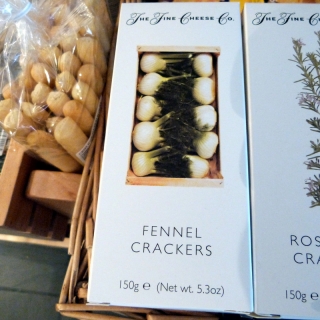 The Fine Cheese Co.
FENNEL
CRACKERS
150g e (Net wt. 5.3oz)
The Fine Cheese Co.
ROS
CRA
150g e